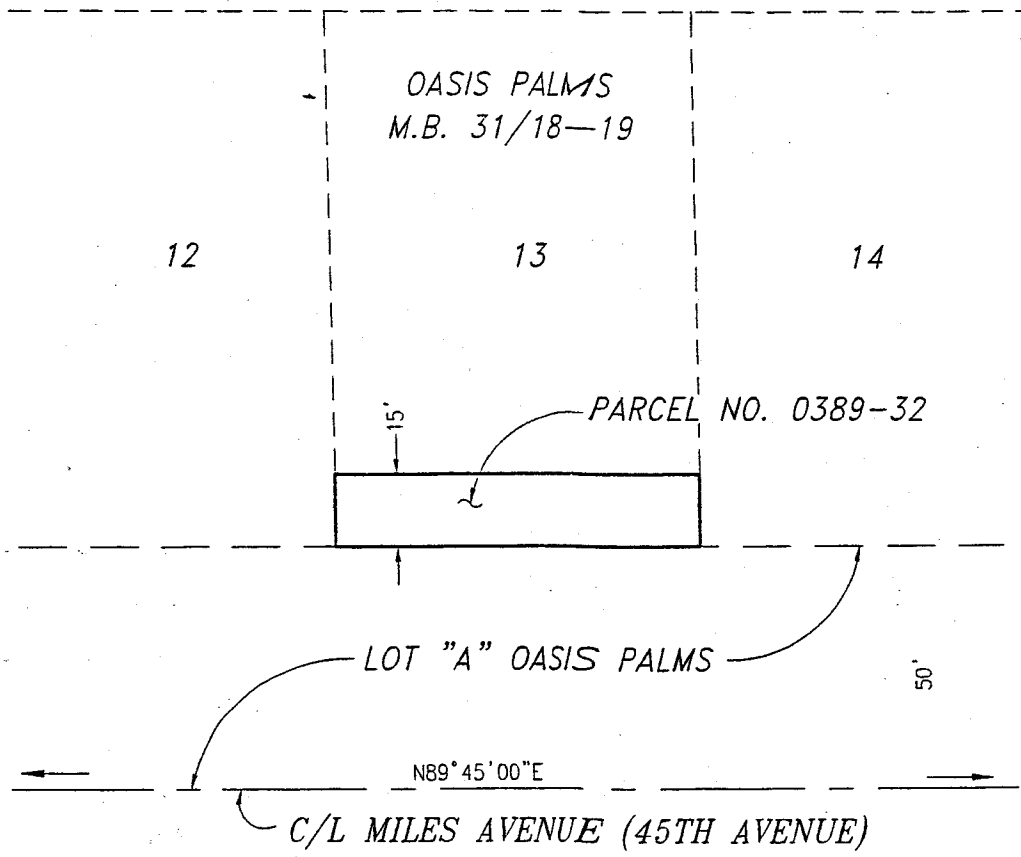 OASIS PALMS
M.B. 31/18—19
12
13
14
15'
PARCEL NO. 0389-32
LOT "A" OASIS PALMS
50'
N89°45'00"E
C/L MILES AVENUE (45TH AVENUE)